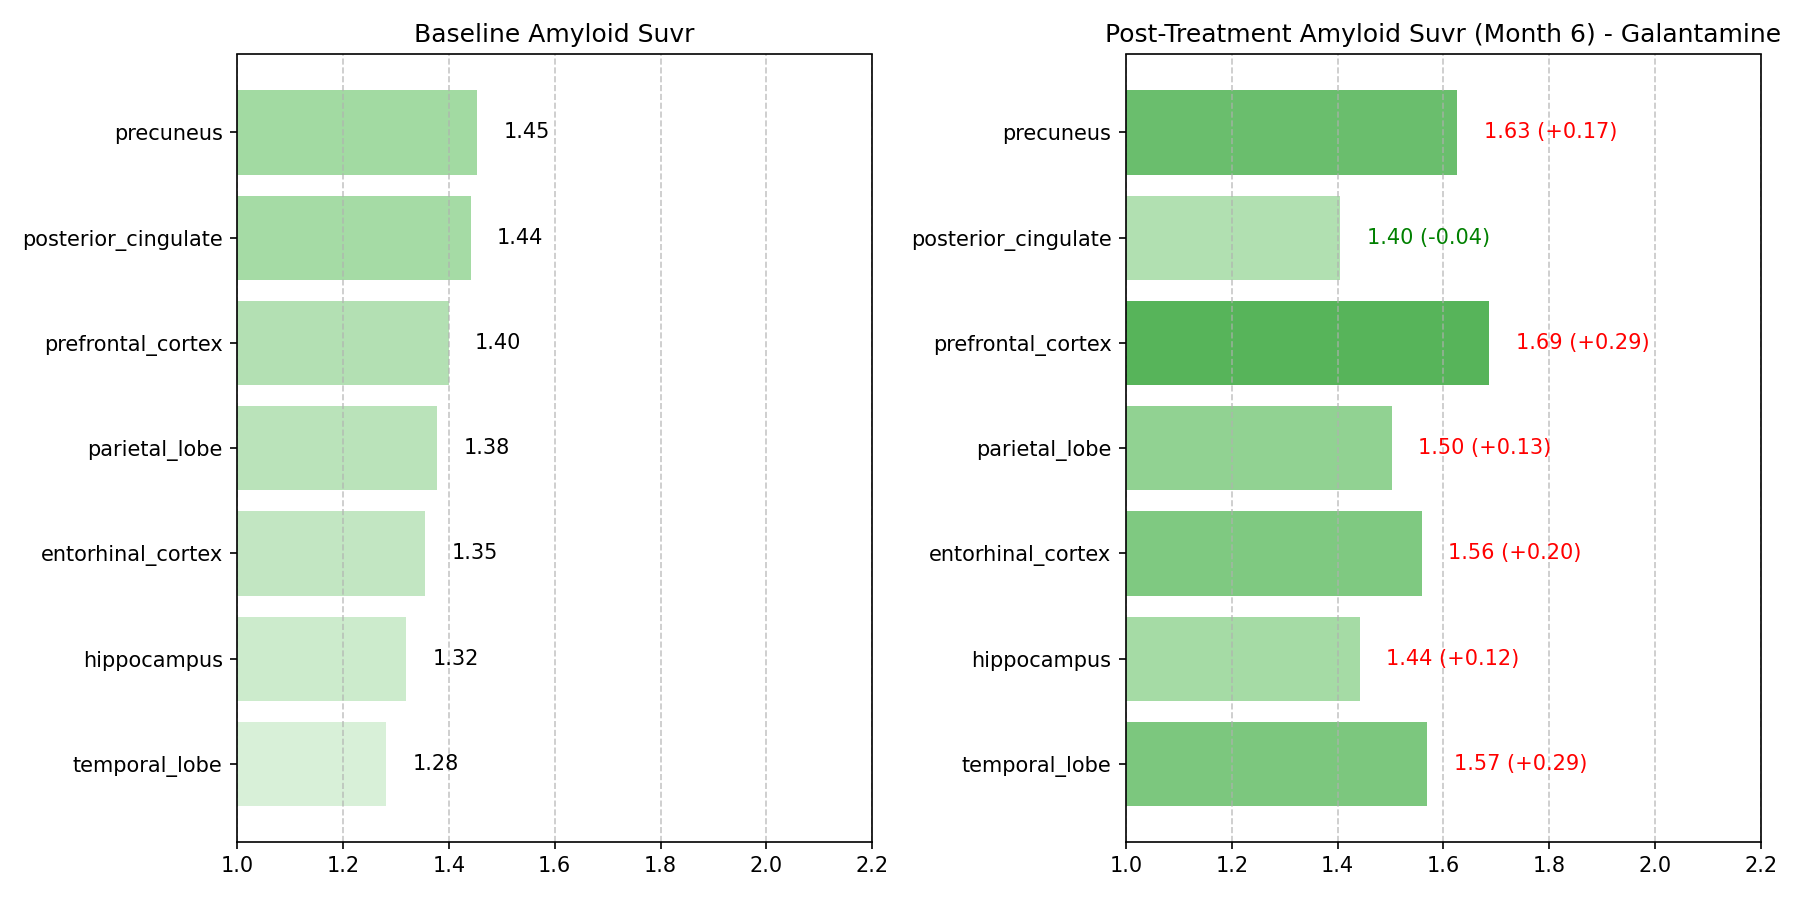 Baseline Amyloid Suvr
precuneus
1.45
posterior_cingulate
1.44
prefrontal_cortex
1.40
parietal_lobe
1.38
entorhinal_cortex
1.35
hippocampus
1.32
temporal_lobe
1.28
1.0 1.2 1.4 1.6 1.8 2.0 2.2
Post-Treatment Amyloid Suvr (Month 6) - Galantamine
precuneus
1.63 (+0.17)
posterior_cingulate
1.40 (-0.04)
prefrontal_cortex
1.69 (+0.29)
parietal_lobe
1.50 (+0.13)
entorhinal_cortex
1.56 (+0.20)
hippocampus
1.44 (+0.12)
temporal_lobe
1.57 (+0.29)
1.0 1.2 1.4 1.6 1.8 2.0 2.2